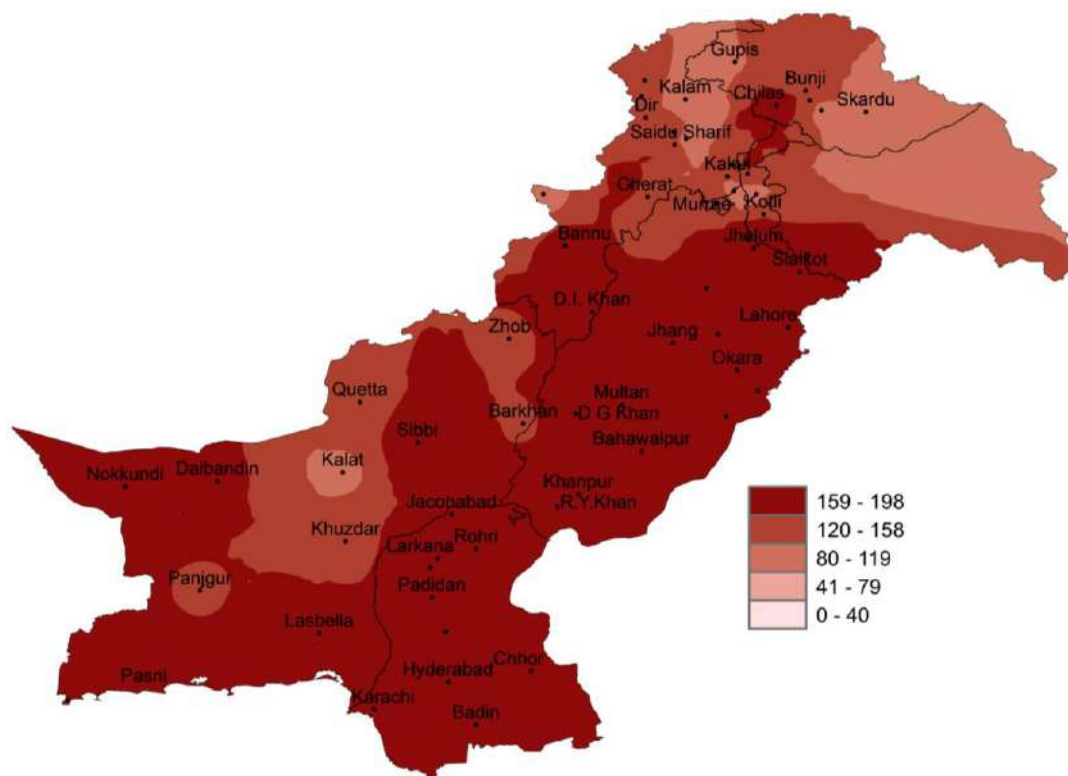 Gupis
Bunji
Kalam
Chilas
Skardu
Dir
Saidu Sharif
Kakul
Cherat
Murree
Kotli
Bannu
Jhelum
Sialkot
D.I. Khan
Lahore
Zhob
Jhang
Okara
Quetta
Multan
Barkhan
D G Khan
Sibbi
Bahawalpur
Kalat
Dalbandin
Nokkundi
Khanpur
R.Y.Khan
Jacobabad
Khuzdar
Rohri
Larkana
Panjgur
Padidan
Lasbella
Chhor
Pasni
Hyderabad
Karachi
Badin
159 - 198
120 - 158
80 - 119
41 - 79
0 - 40